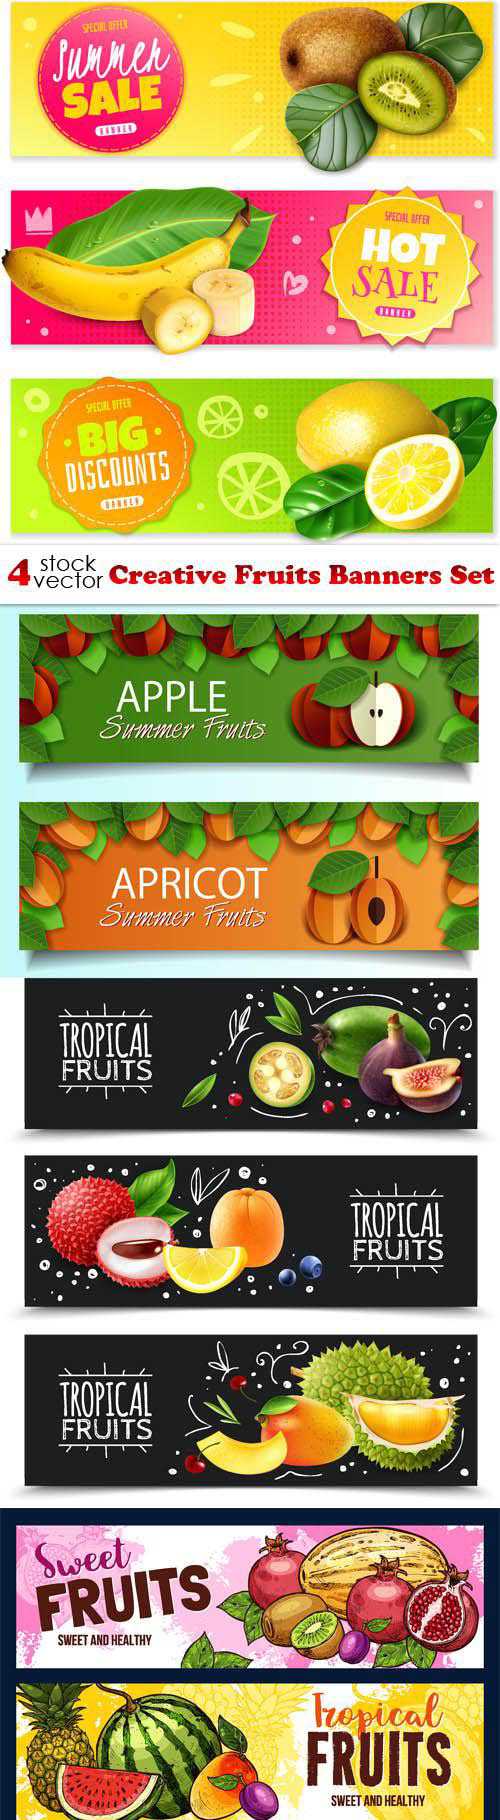 SPECIAL OFFER
Summer
SALE
BANNER
SPECIAL OFFER
HOT
SALE
BANNER
SPECIAL OFFER
BIG
DISCOUNTS
BANNER
4 stock vector Creative Fruits Banners Set
APPLE
Summer Fruits
APRICOT
Summer Fruits
TROPICAL
FRUITS
TROPICAL
FRUITS
TROPICAL
FRUITS
Sweet
FRUITS
SWEET AND HEALTHY
Tropical
FRUITS
SWEET AND HEALTHY